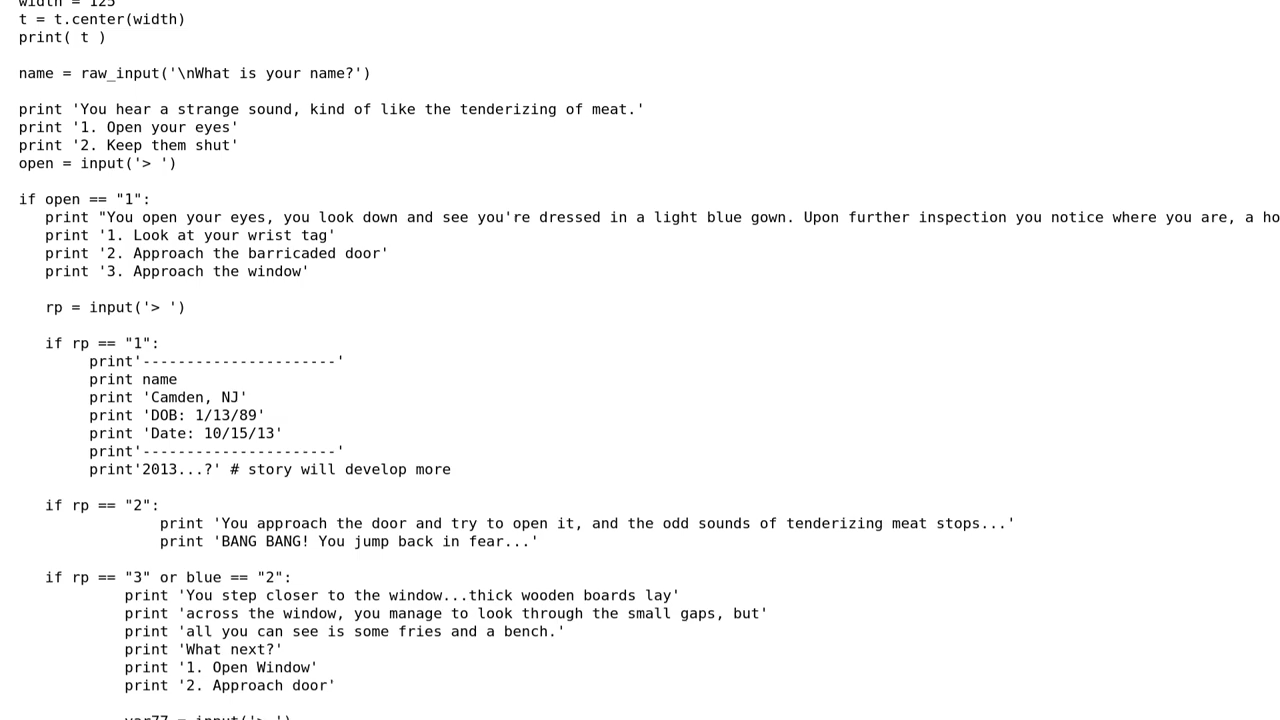 width = 125
t = t.center(width)
print( t )
name = raw_input('\nWhat is your name?')
print 'You hear a strange sound, kind of like the tenderizing of meat.'
print '1. Open your eyes'
print '2. Keep them shut'
open = input('> ')
if open == "1":
print "You open your eyes, you look down and see you're dressed in a light blue gown. Upon further inspection you notice where you are, a ho
print '1. Look at your wrist tag'
print '2. Approach the barricaded door'
print '3. Approach the window'
rp = input('> ')
if rp == "1":
print'----------------------'
print name
print 'Camden, NJ'
print 'DOB: 1/13/89'
print 'Date: 10/15/13'
print'----------------------'
print'2013...?' # story will develop more
if rp == "2":
print 'You approach the door and try to open it, and the odd sounds of tenderizing meat stops...'
print 'BANG BANG! You jump back in fear...'
if rp == "3" or blue == "2":
print 'You step closer to the window...thick wooden boards lay'
print 'across the window, you manage to look through the small gaps, but'
print 'all you can see is some fries and a bench.'
print 'What next?'
print '1. Open Window'
print '2. Approach door'
var77 = input('> ')